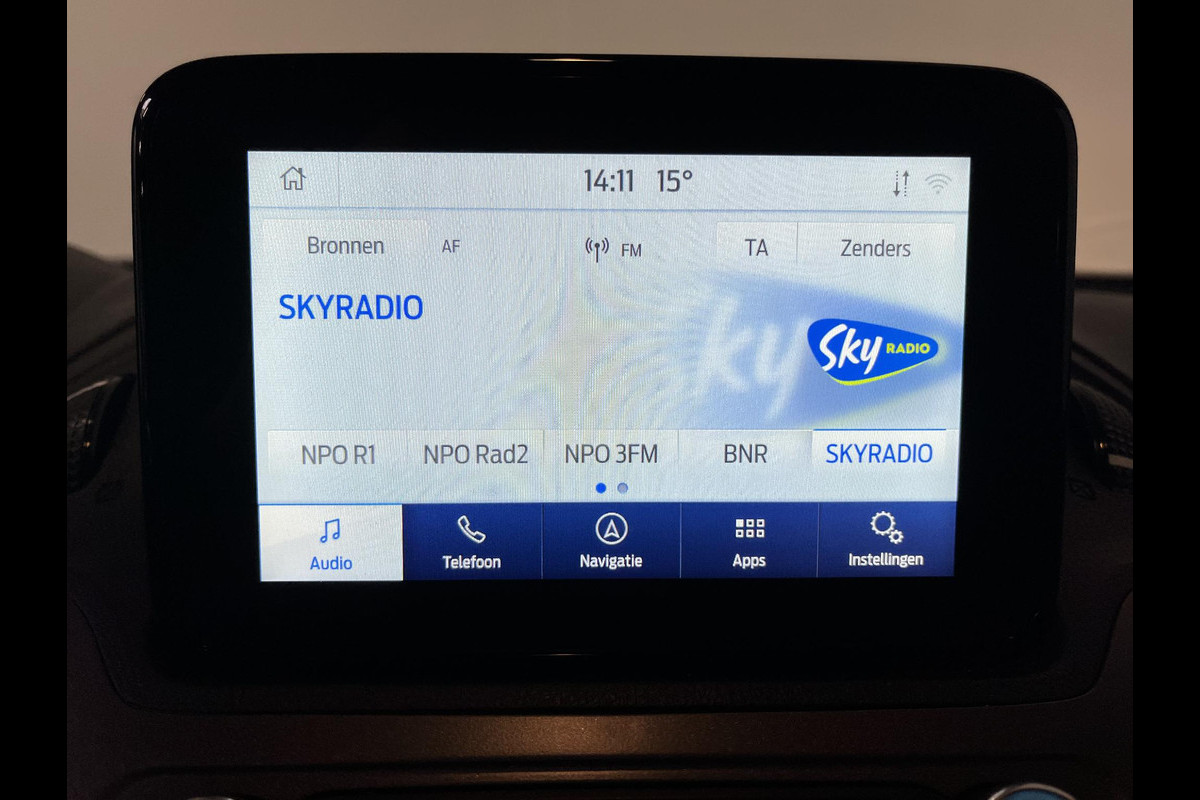 14:11 15°
Bronnen AF FM TA Zenders
SKYRADIO
ky
Sky RADIO
NPO R1 NPO Rad2 NPO 3FM BNR SKYRADIO
Audio Telefoon Navigatie Apps Instellingen